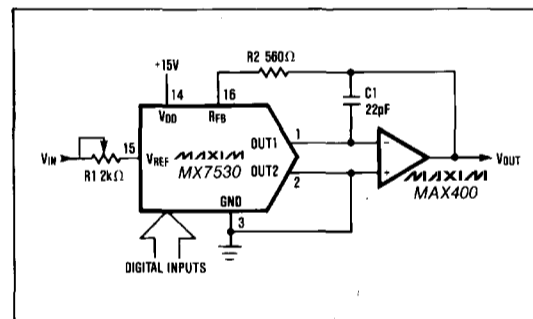 +15V
R2 560Ω
14
16
C1
22pF
VDD
RFB
VIN
R1 2kΩ
15
VREF
MAXIM
MX7530
OUT1
1
OUT2
2
−
+
VOUT
MAXIM
MAX400
GND
3
DIGITAL INPUTS